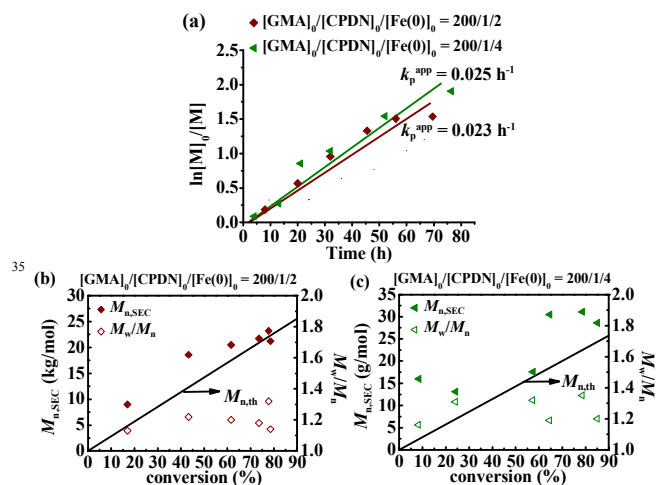 (a)
[GMA]0/[CPDN]0/[Fe(0)]0 = 200/1/2
[GMA]0/[CPDN]0/[Fe(0)]0 = 200/1/4
kp^app = 0.025 h-1
kp^app = 0.023 h-1
ln[M]0/[M]
2.5
2.0
1.5
1.0
0.5
0.0
0 10 20 30 40 50 60 70 80
Time (h)
35
(b) [GMA]0/[CPDN]0/[Fe(0)]0 = 200/1/2
Mn,SEC
Mw/Mn
Mn,th
Mn,SEC (kg/mol)
30
25
20
15
10
5
0
2.0
1.8
1.6
1.4
1.2
1.0
Mw/Mn
0 10 20 30 40 50 60 70 80 90
conversion (%)
(c) [GMA]0/[CPDN]0/[Fe(0)]0 = 200/1/4
Mn,SEC
Mw/Mn
Mn,th
Mn,SEC (g/mol)
35
30
25
20
15
10
5
0
2.0
1.8
1.6
1.4
1.2
1.0
Mw/Mn
0 10 20 30 40 50 60 70 80 90
conversion (%)